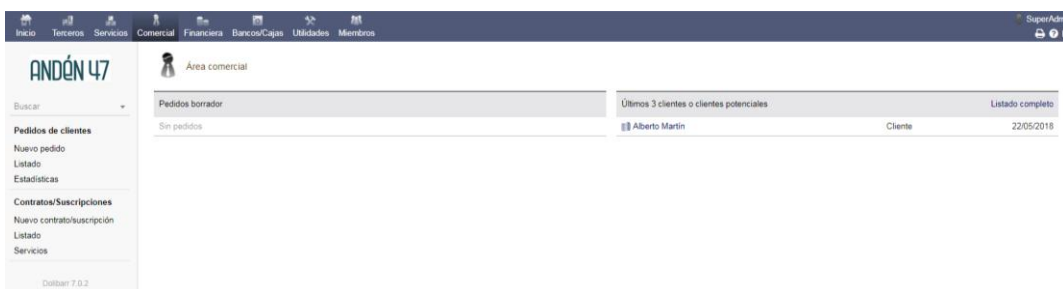 Inicio Terceros Servicios Comercial Financiera Bancos/Cajas Utilidades Miembros
SuperAdm
ANDÉN 47
Área comercial
Buscar
Pedidos de clientes
Nuevo pedido
Listado
Estadísticas
Contratos/Suscripciones
Nuevo contrato/suscripción
Listado
Servicios
Dolibarr 7.0.2
Pedidos borrador
Sin pedidos
Últimos 3 clientes o clientes potenciales Listado completo
Alberto Martín Cliente 22/05/2018